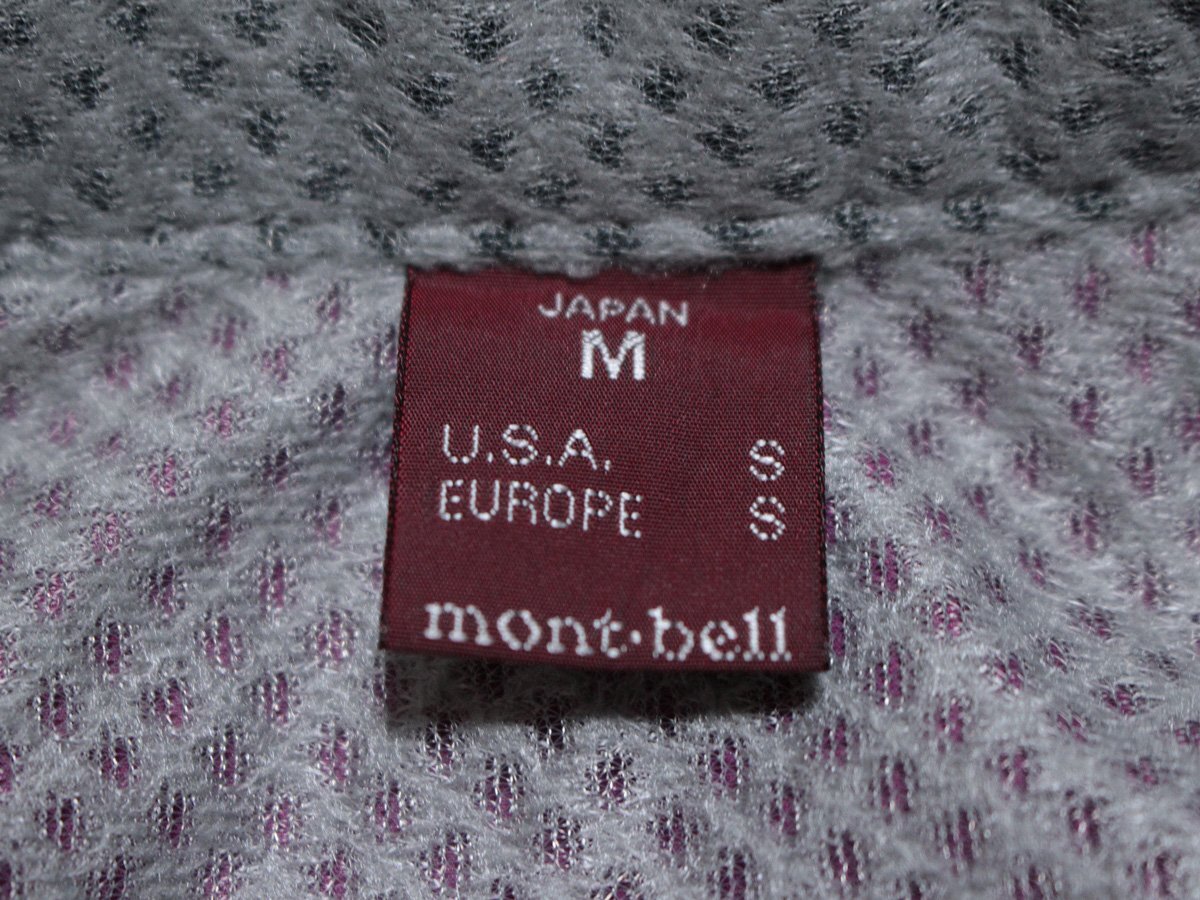 JAPAN
M
U.S.A. S
EUROPE S
mont·bell